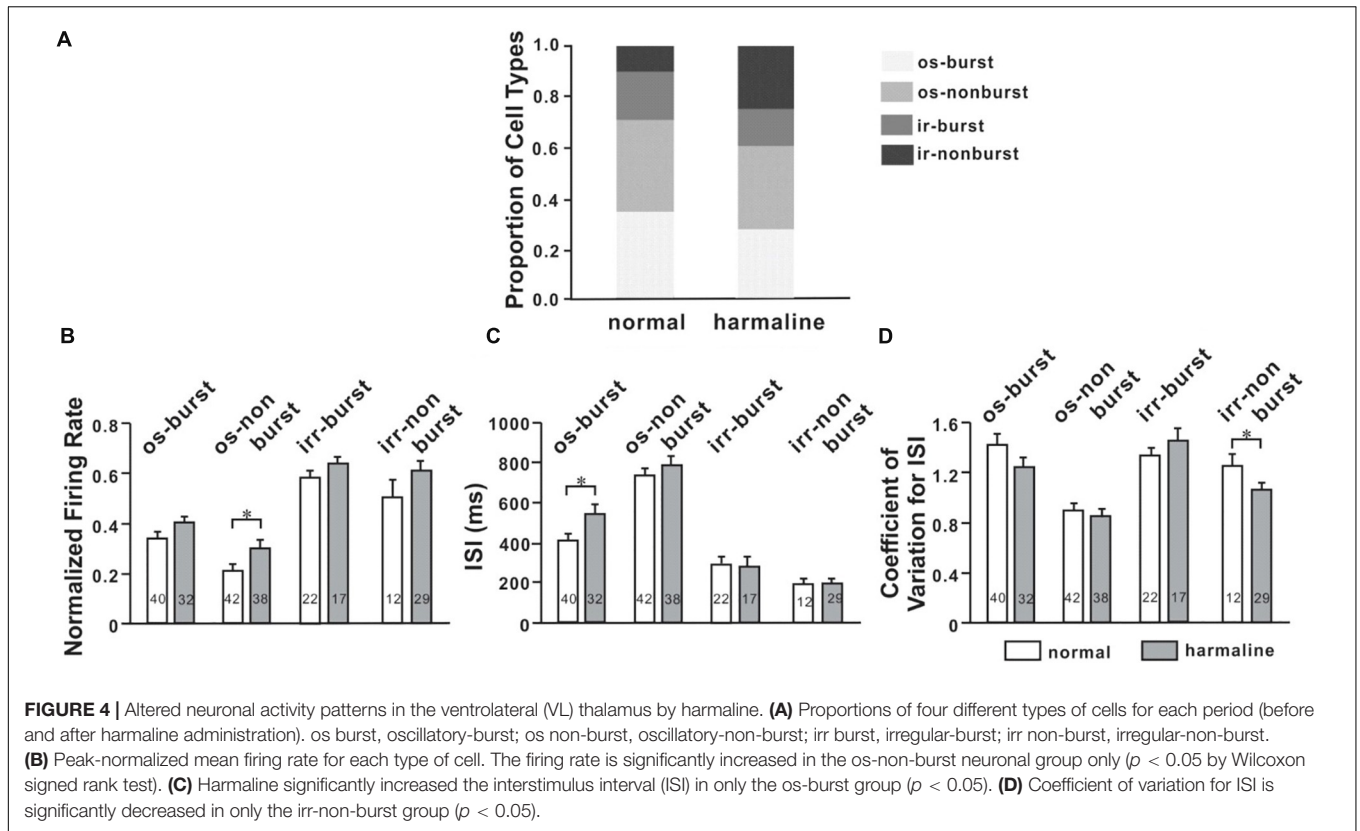 A
Proportion of Cell Types
1.0
0.8
0.6
0.4
0.2
0.0
normal harmaline
os-burst
os-nonburst
ir-burst
ir-nonburst
B
Normalized Firing Rate
0.8
0.6
0.4
0.2
0
os-burst
os-non burst
irr-burst
irr-non burst
*
40 32 42 38 22 17 12 29
C
ISI (ms)
1000
800
600
400
200
0
os-burst
os-non burst
irr-burst
irr-non burst
*
40 32 42 38 22 17 12 29
D
Coefficient of
Variation for ISI
1.6
1.2
0.8
0.4
0
os-burst
os-non burst
irr-burst
irr-non burst
*
40 32 42 38 22 17 12 29
normal harmaline
FIGURE 4 | Altered neuronal activity patterns in the ventrolateral (VL) thalamus by harmaline. (A) Proportions of four different types of cells for each period (before
and after harmaline administration). os burst, oscillatory-burst; os non-burst, oscillatory-non-burst; irr burst, irregular-burst; irr non-burst, irregular-non-burst.
(B) Peak-normalized mean firing rate for each type of cell. The firing rate is significantly increased in the os-non-burst neuronal group only (p < 0.05 by Wilcoxon
signed rank test). (C) Harmaline significantly increased the interstimulus interval (ISI) in only the os-burst group (p < 0.05). (D) Coefficient of variation for ISI is
significantly decreased in only the irr-non-burst group (p < 0.05).